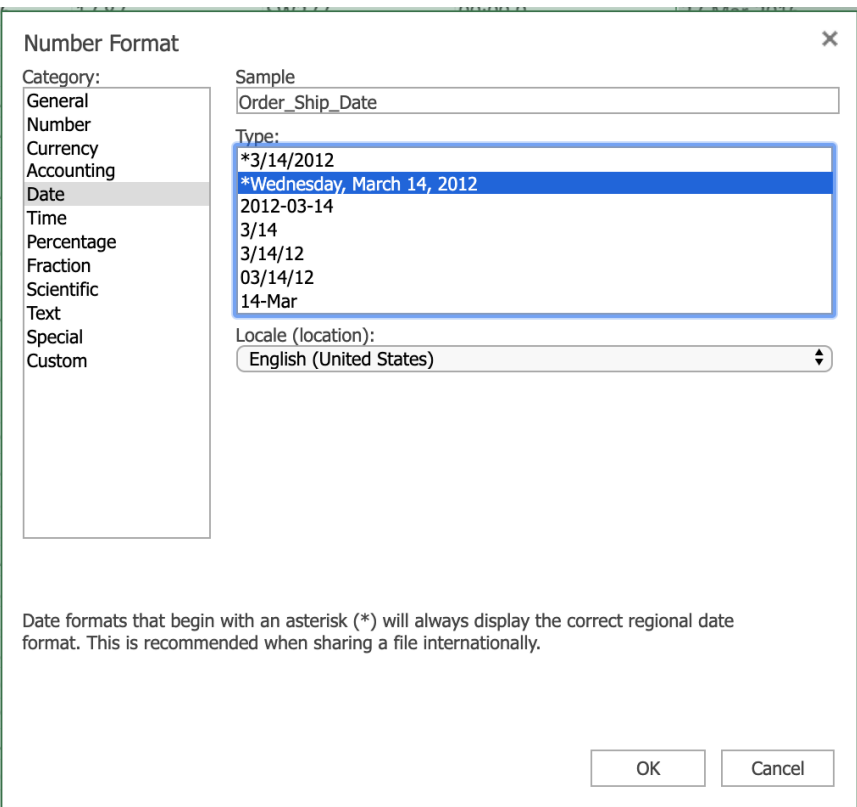 Number Format
Category:
General
Number
Currency
Accounting
Date
Time
Percentage
Fraction
Scientific
Text
Special
Custom
Sample
Order_Ship_Date
Type:
*3/14/2012
*Wednesday, March 14, 2012
2012-03-14
3/14
3/14/12
03/14/12
14-Mar
Locale (location):
English (United States)
Date formats that begin with an asterisk (*) will always display the correct regional date
format. This is recommended when sharing a file internationally.
OK
Cancel